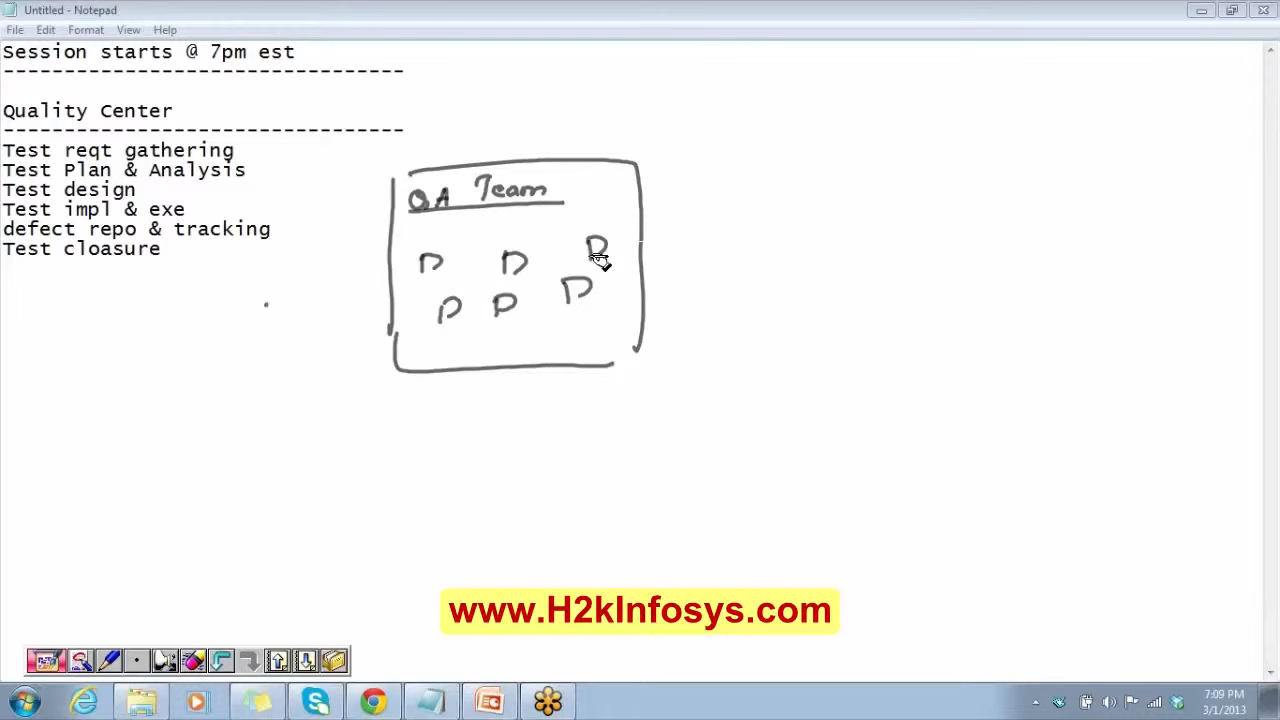 Untitled - Notepad
File Edit Format View Help
Session starts @ 7pm est
---------------------------------
Quality Center
---------------------------------
Test reqt gathering
Test Plan & Analysis
Test design
Test impl & exe
defect repo & tracking
Test cloasure
QA Team
D D D
D D D
www.H2kInfosys.com
7:09 PM
3/1/2013